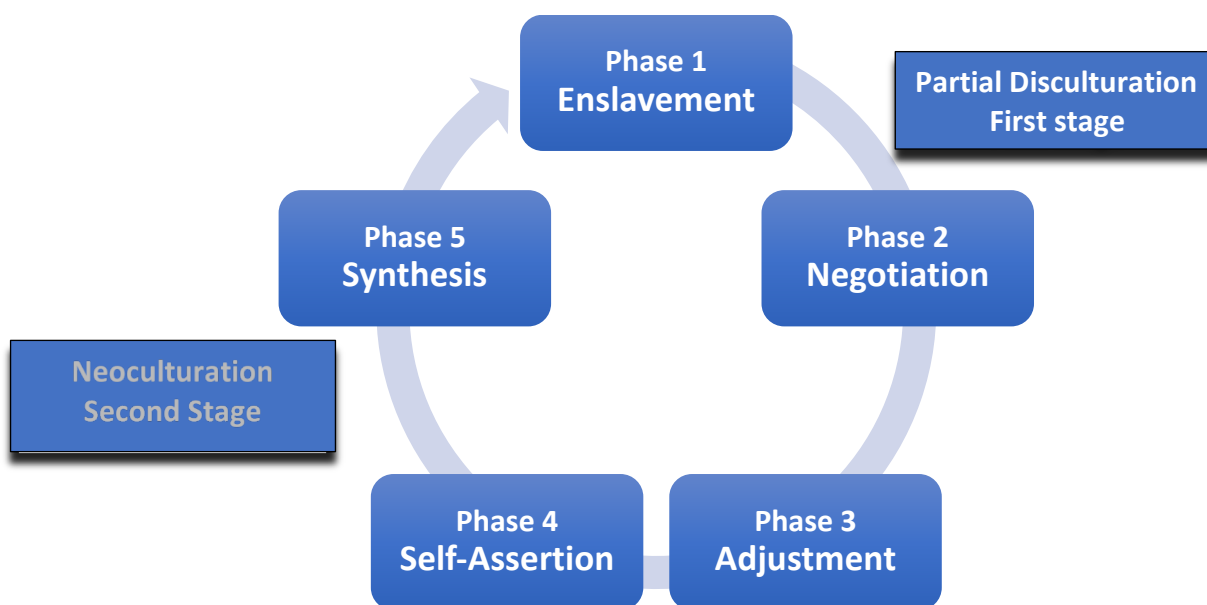 Phase 1
Enslavement
Partial Disculturation
First stage
Phase 5
Synthesis
Phase 2
Negotiation
Neoculturation
Second Stage
Phase 4
Self-Assertion
Phase 3
Adjustment